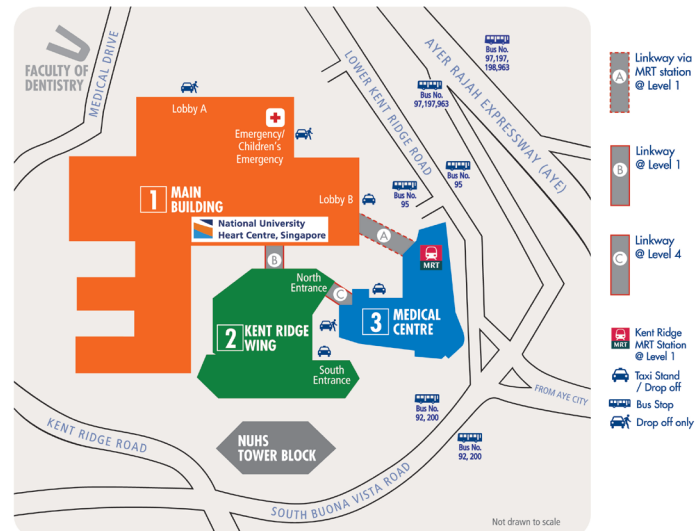 FACULTY OF
DENTISTRY
MEDICAL DRIVE
Lobby A
Emergency/
Children's
Emergency
LOWER KENT RIDGE ROAD
AYER RAJAH EXPRESSWAY (AYE)
Bus No.
97,197,
198,963
Bus No.
97,197,963
Bus No.
95
Bus No.
95
1 MAIN
BUILDING
Lobby B
National University
Heart Centre, Singapore
A
B
North
Entrance
C
MRT
2 KENT RIDGE
WING
3 MEDICAL
CENTRE
South
Entrance
FROM AYE CITY
Bus No.
92, 200
Bus No.
92, 200
KENT RIDGE ROAD
NUHS
TOWER BLOCK
SOUTH BUONA VISTA ROAD
Not drawn to scale
A
Linkway via
MRT station
@ Level 1
B
Linkway
@ Level 1
C
Linkway
@ Level 4
MRT
Kent Ridge
MRT Station
@ Level 1
Taxi Stand
/ Drop off
Bus Stop
Drop off only